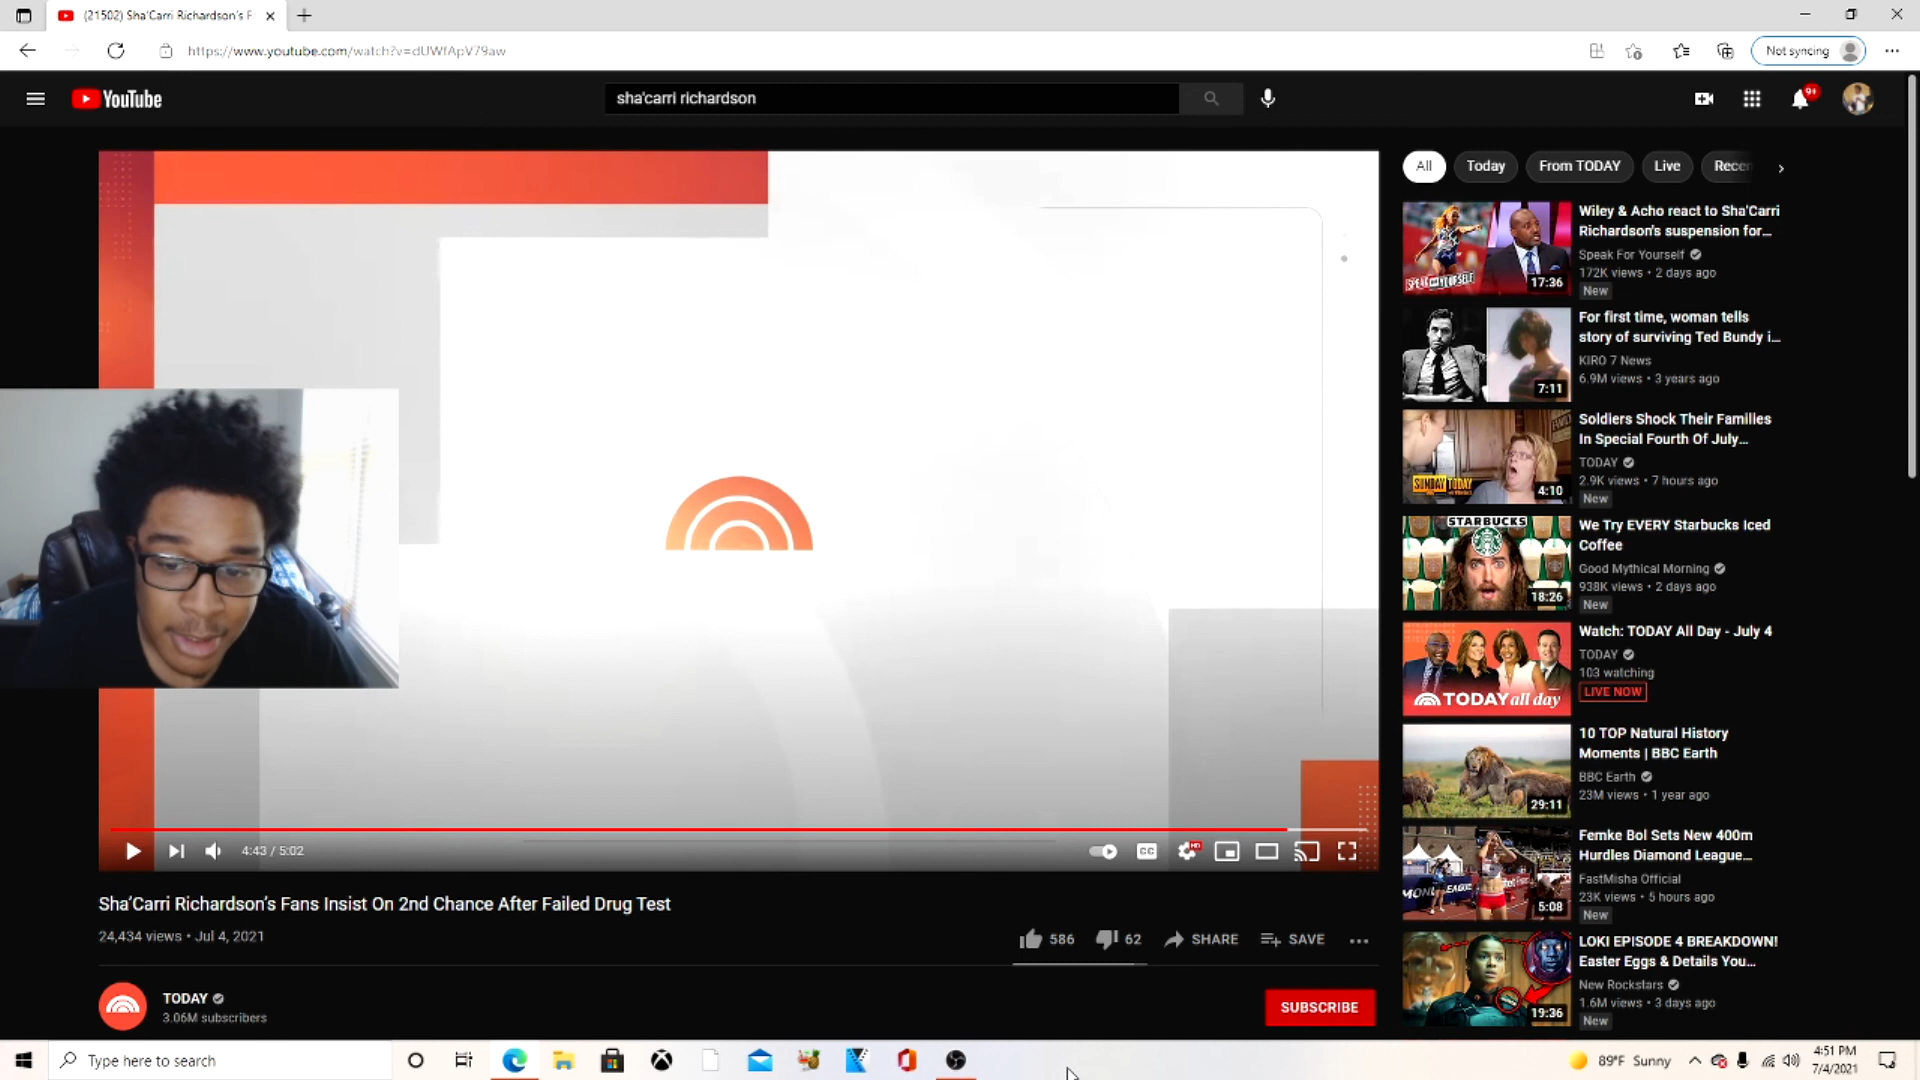 (21502) Sha'Carri Richardson's F
https://www.youtube.com/watch?v=dUWfApV79aw
Not syncing
YouTube
sha'carri richardson
9+
All
Today
From TODAY
Live
Recen
Wiley & Acho react to Sha'Carri
Richardson's suspension for...
Speak For Yourself
172K views • 2 days ago
New
SPEAK FOR YOURSELF
17:36
For first time, woman tells
story of surviving Ted Bundy i...
KIRO 7 News
6.9M views • 3 years ago
7:11
Soldiers Shock Their Families
In Special Fourth Of July...
TODAY
2.9K views • 7 hours ago
New
SUNDAY TODAY
4:10
We Try EVERY Starbucks Iced
Coffee
Good Mythical Morning
938K views • 2 days ago
New
STARBUCKS
18:26
Watch: TODAY All Day - July 4
TODAY
103 watching
LIVE NOW
TODAY all day
10 TOP Natural History
Moments | BBC Earth
BBC Earth
23M views • 1 year ago
29:11
Femke Bol Sets New 400m
Hurdles Diamond League...
FastMisha Official
23K views • 5 hours ago
New
5:08
LOKI EPISODE 4 BREAKDOWN!
Easter Eggs & Details You...
New Rockstars
1.6M views • 3 days ago
New
19:36
4:43 / 5:02
CC
HD
Sha'Carri Richardson's Fans Insist On 2nd Chance After Failed Drug Test
24,434 views • Jul 4, 2021
586
62
SHARE
SAVE
TODAY
3.06M subscribers
SUBSCRIBE
Type here to search
89°F Sunny
4:51 PM
7/4/2021